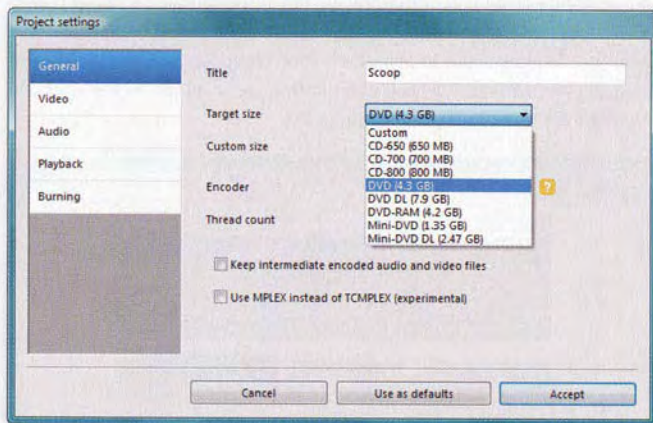 Project settings
General
Video
Audio
Playback
Burning
Title
Scoop
Target size
DVD (4.3 GB)
Custom
CD-650 (650 MB)
CD-700 (700 MB)
CD-800 (800 MB)
DVD (4.3 GB)
DVD DL (7.9 GB)
DVD-RAM (4.2 GB)
Mini-DVD (1.35 GB)
Mini-DVD DL (2.47 GB)
Custom size
Encoder
?
Thread count
Keep intermediate encoded audio and video files
Use MPLEX instead of TCMPLEX (experimental)
Cancel
Use as defaults
Accept